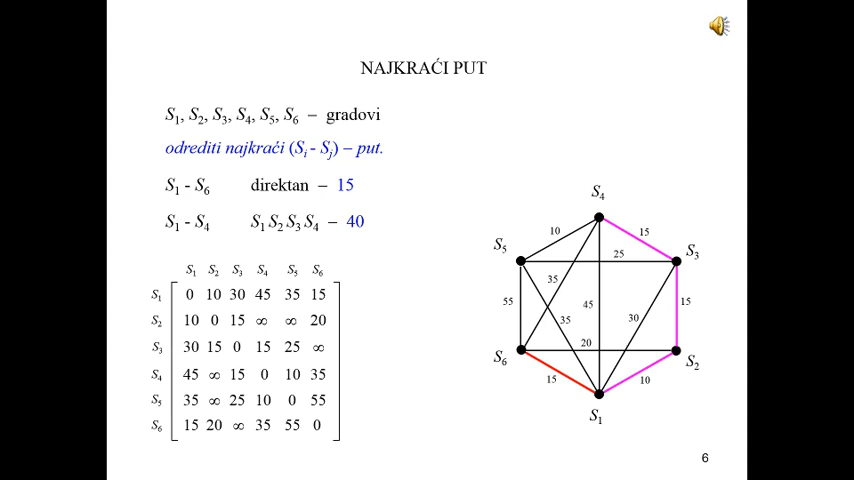 NAJKRAĆI PUT
S1, S2, S3, S4, S5, S6 – gradovi
odrediti najkraći (Si - Sj) – put.
S1 - S6 direktan – 15
S1 - S4 S1 S2 S3 S4 – 40
S1 S2 S3 S4 S5 S6
S1 0 10 30 45 35 15
S2 10 0 15 ∞ ∞ 20
S3 30 15 0 15 25 ∞
S4 45 ∞ 15 0 10 35
S5 35 ∞ 25 10 0 55
S6 15 20 ∞ 35 55 0
S4
10 15
S5 25 S3
35
55 45 15
35 30
20
S6 S2
15 10
S1
6